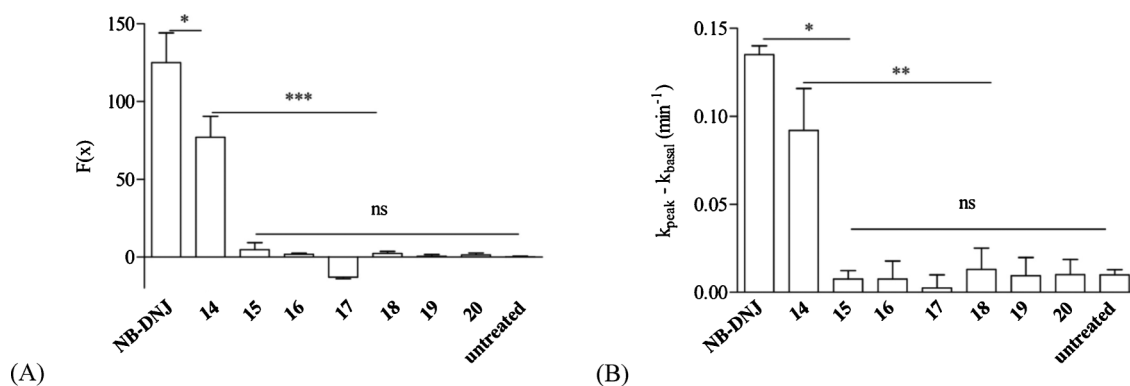 150
100
50
0
F(x)
*
***
ns
NB-DNJ
14
15
16
17
18
19
20
untreated
(A)
0.15
0.10
0.05
0.00
k_peak - k_basal (min⁻¹)
*
**
ns
NB-DNJ
14
15
16
17
18
19
20
untreated
(B)